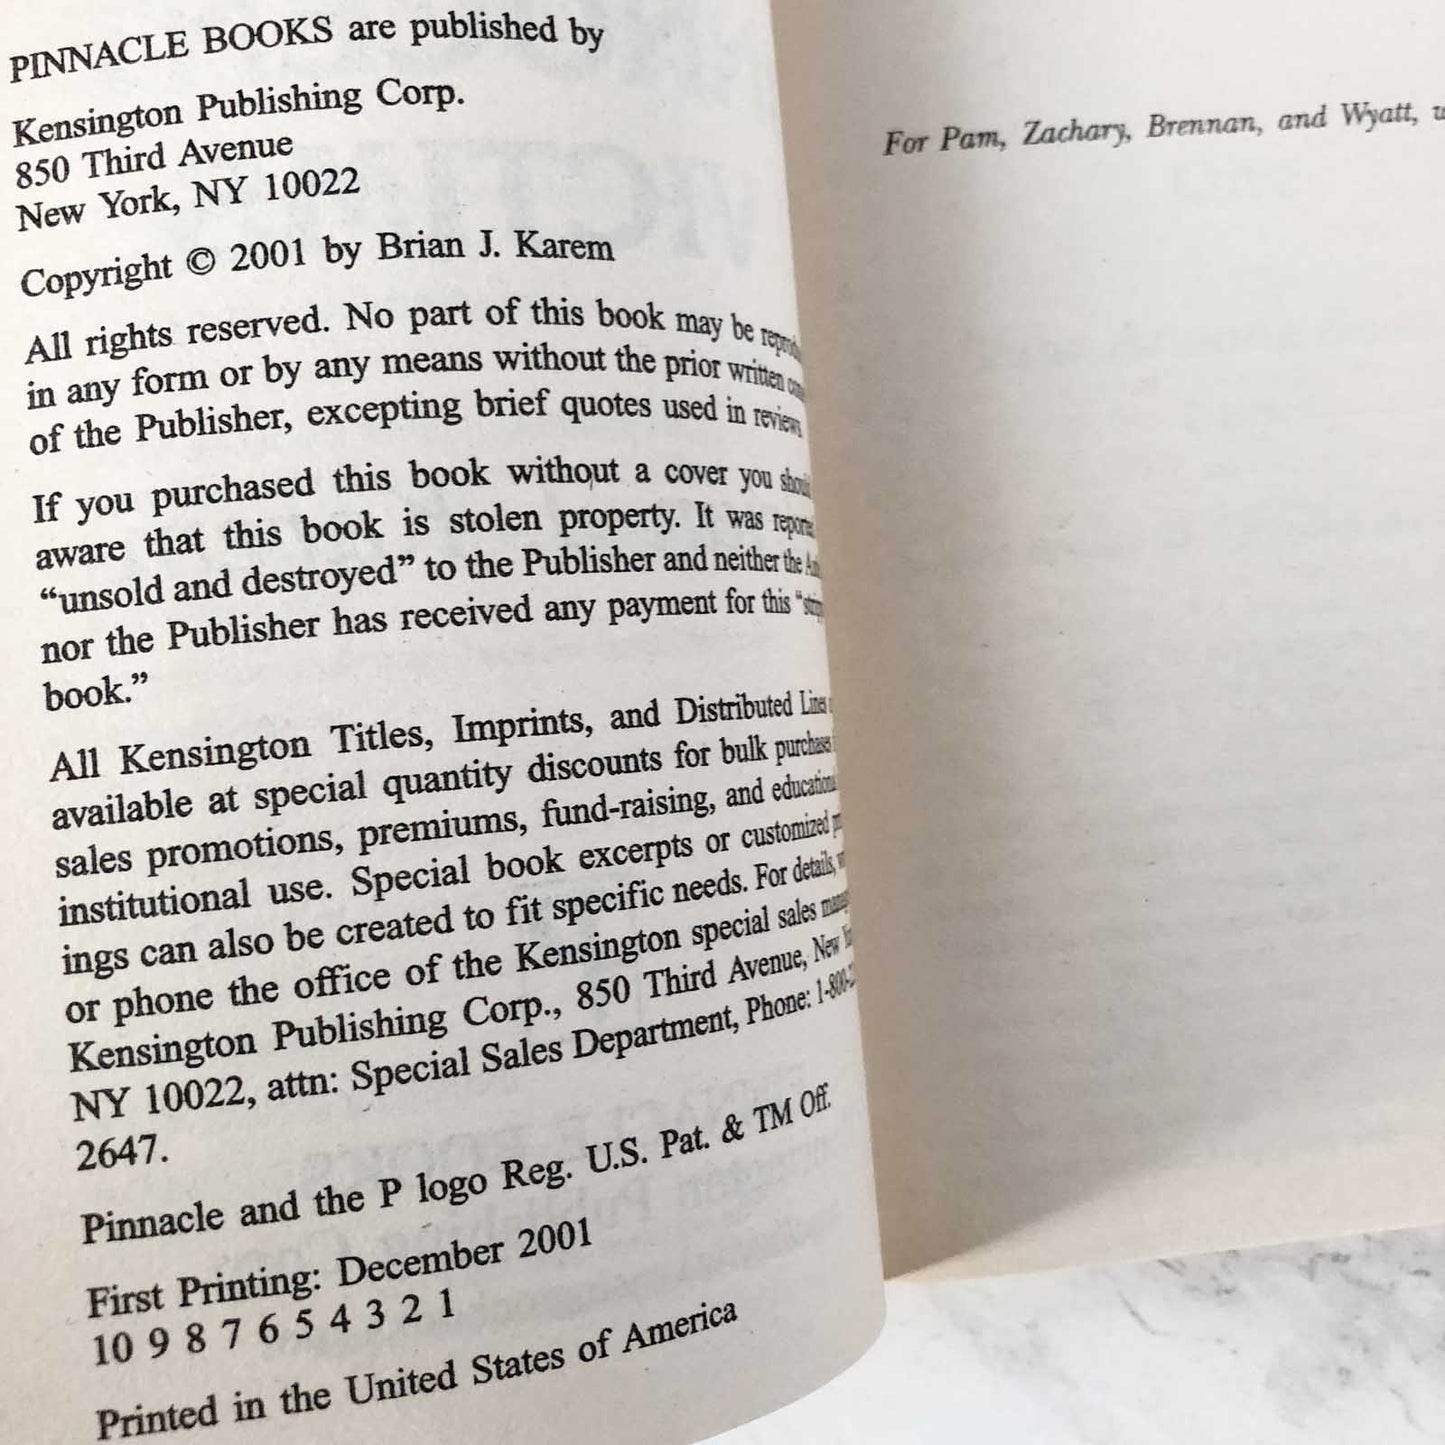 PINNACLE BOOKS are published by
Kensington Publishing Corp.
850 Third Avenue
New York, NY 10022
Copyright © 2001 by Brian J. Karem
All rights reserved. No part of this book may be
in any form or by any means without the prior written
of the Publisher, excepting brief quotes used in reviews
If you purchased this book without a cover you
aware that this book is stolen property. It was
“unsold and destroyed” to the Publisher and neither the
nor the Publisher has received any payment for this
book.”
All Kensington Titles, Imprints, and Distributed Lines
available at special quantity discounts for bulk purchases
sales promotions, premiums, fund-raising, and educational
institutional use. Special book excerpts or customized
ings can also be created to fit specific needs. For details,
or phone the office of the Kensington special sales
Kensington Publishing Corp., 850 Third Avenue, New
NY 10022, attn: Special Sales Department, Phone: 1-800-
2647.
Pinnacle and the P logo Reg. U.S. Pat. & TM Off.
First Printing: December 2001
10 9 8 7 6 5 4 3 2 1
Printed in the United States of America
For Pam, Zachary, Brennan, and Wyatt,